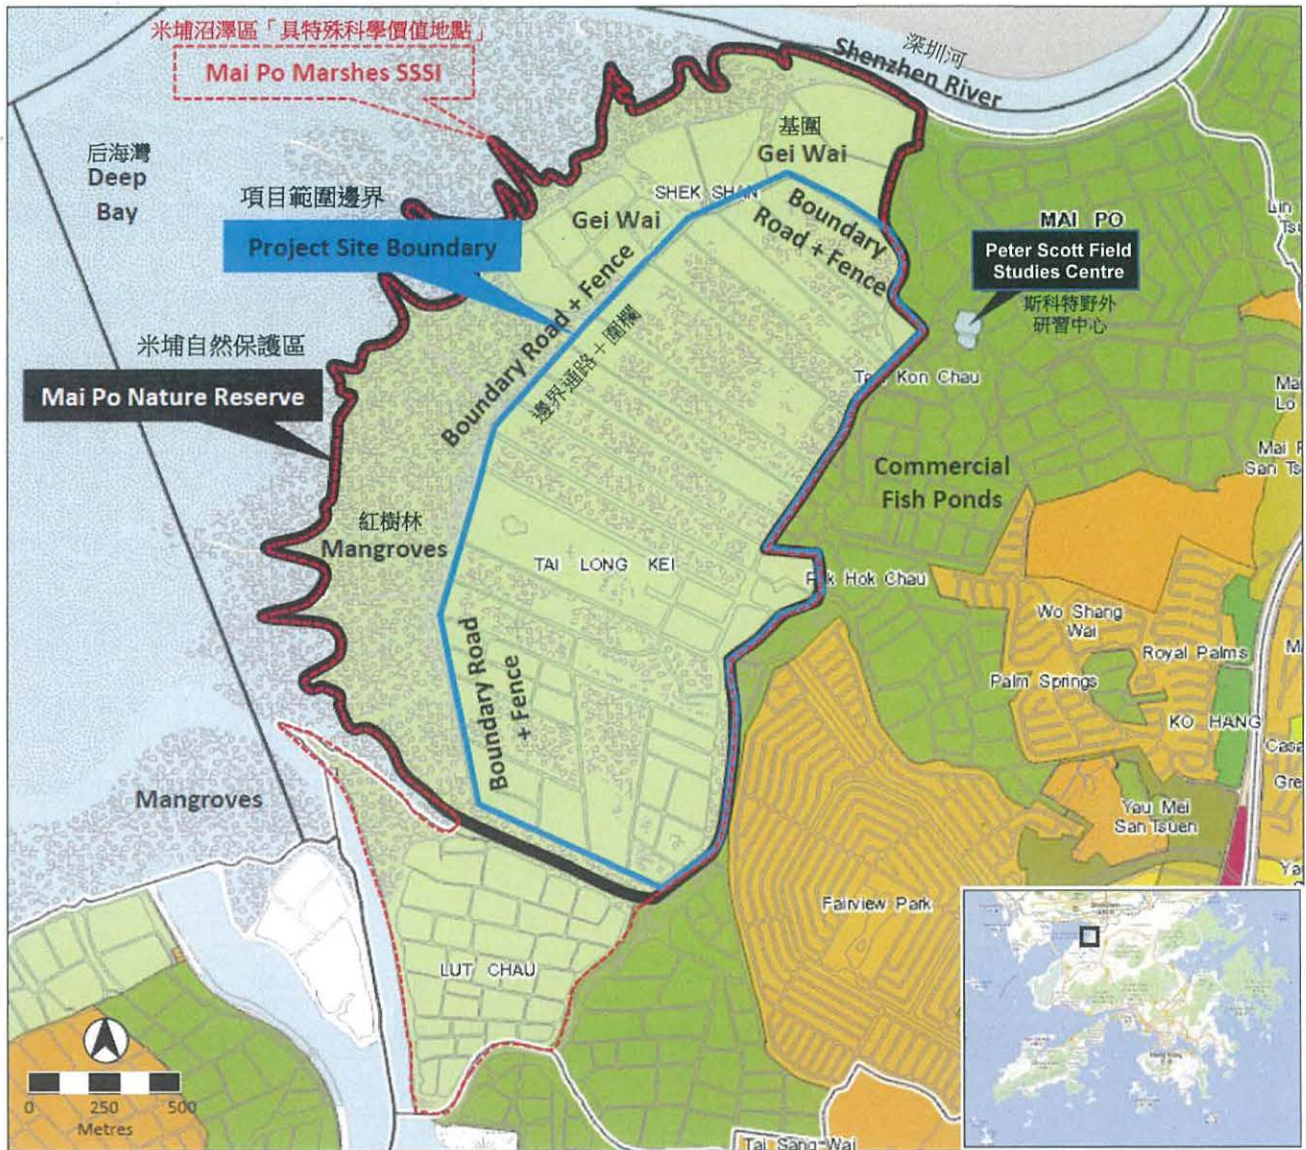 米埔沼澤區「具特殊科學價值地點」
Mai Po Marshes SSSI
深圳河
Shenzhen River
后海灣
Deep
Bay
項目範圍邊界
Project Site Boundary
基圍
Gei Wai
SHEK SHAN
Gei Wai
Boundary
Road + Fence
MAI PO
Peter Scott Field
Studies Centre
斯科特野外
研習中心
米埔自然保護區
Mai Po Nature Reserve
Boundary Road + Fence
邊界通路＋圍欄
Kon Chau
Commercial
Fish Ponds
紅樹林
Mangroves
TAI LONG KEI
Hok Chau
Wo Shang
Wai
Royal Palms
Palm Springs
KO HANG
Boundary Road
+ Fence
Mangroves
Yau Mei
San Tsuen
Fairview Park
LUT CHAU
0 250 500
Metres
Tai Sang Wai